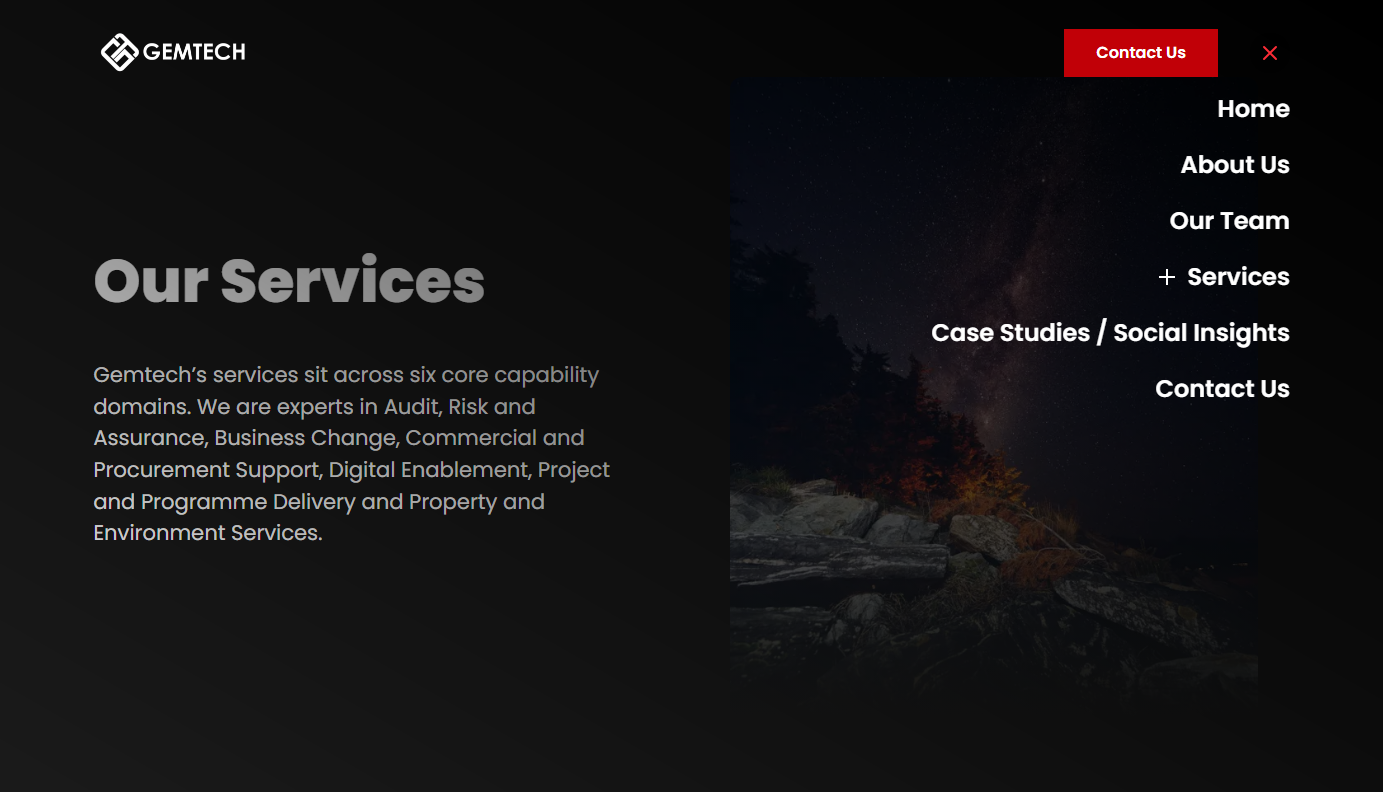 GEMTECH
Contact Us
Home
About Us
Our Team
+ Services
Case Studies / Social Insights
Contact Us
Our Services
Gemtech’s services sit across six core capability
domains. We are experts in Audit, Risk and
Assurance, Business Change, Commercial and
Procurement Support, Digital Enablement, Project
and Programme Delivery and Property and
Environment Services.